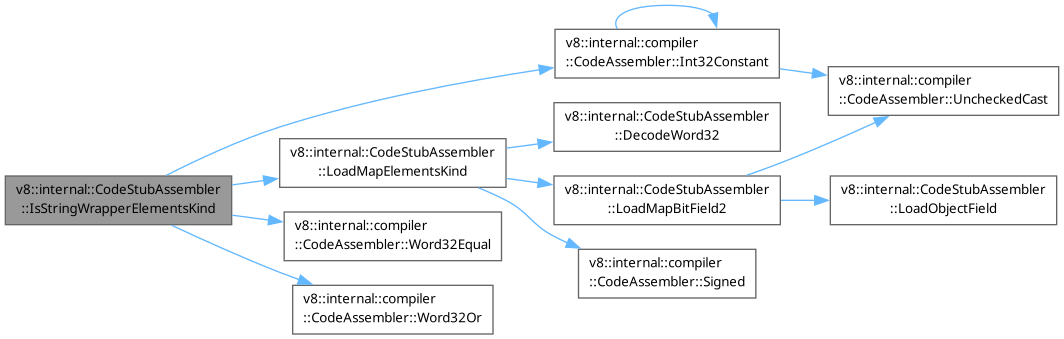 v8::internal::CodeStubAssembler
::IsStringWrapperElementsKind
v8::internal::compiler
::CodeAssembler::Int32Constant
v8::internal::CodeStubAssembler
::LoadMapElementsKind
v8::internal::compiler
::CodeAssembler::Word32Equal
v8::internal::compiler
::CodeAssembler::Word32Or
v8::internal::CodeStubAssembler
::DecodeWord32
v8::internal::CodeStubAssembler
::LoadMapBitField2
v8::internal::compiler
::CodeAssembler::Signed
v8::internal::compiler
::CodeAssembler::UncheckedCast
v8::internal::CodeStubAssembler
::LoadObjectField